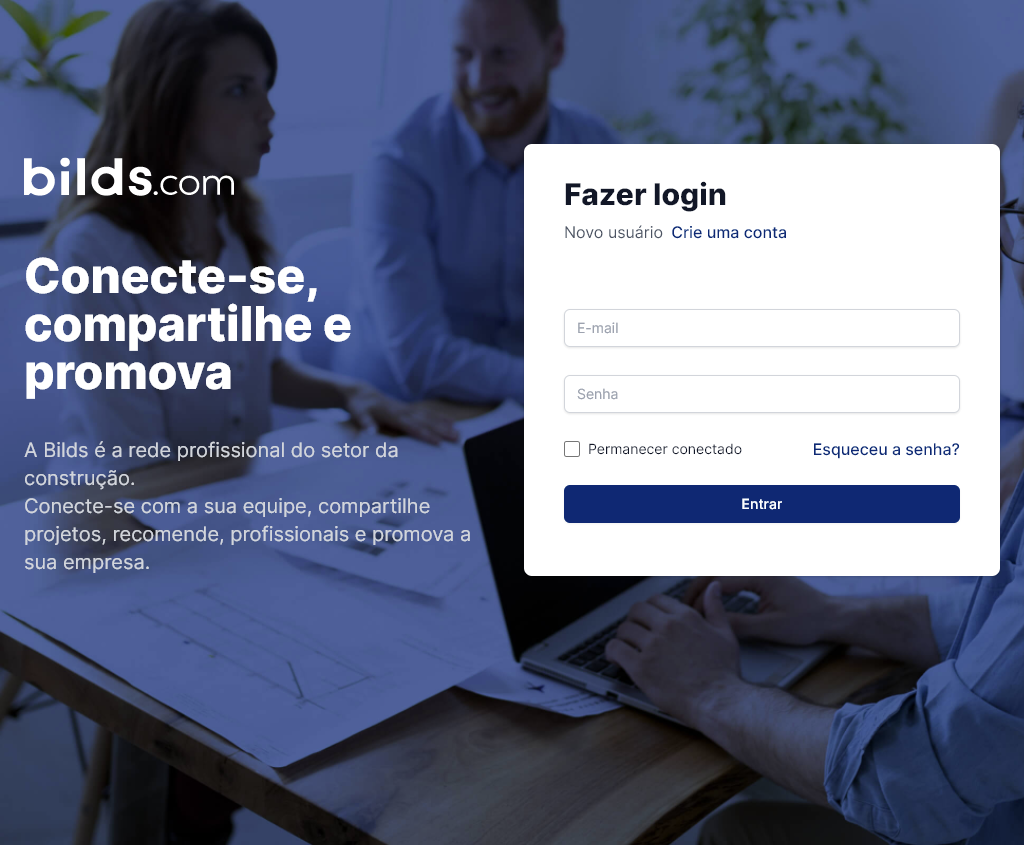 bilds.com
Conecte-se,
compartilhe e
promova
A Bilds é a rede profissional do setor da
construção.
Conecte-se com a sua equipe, compartilhe
projetos, recomende, profissionais e promova a
sua empresa.
Fazer login
Novo usuário Crie uma conta
E-mail
Senha
Permanecer conectado Esqueceu a senha?
Entrar